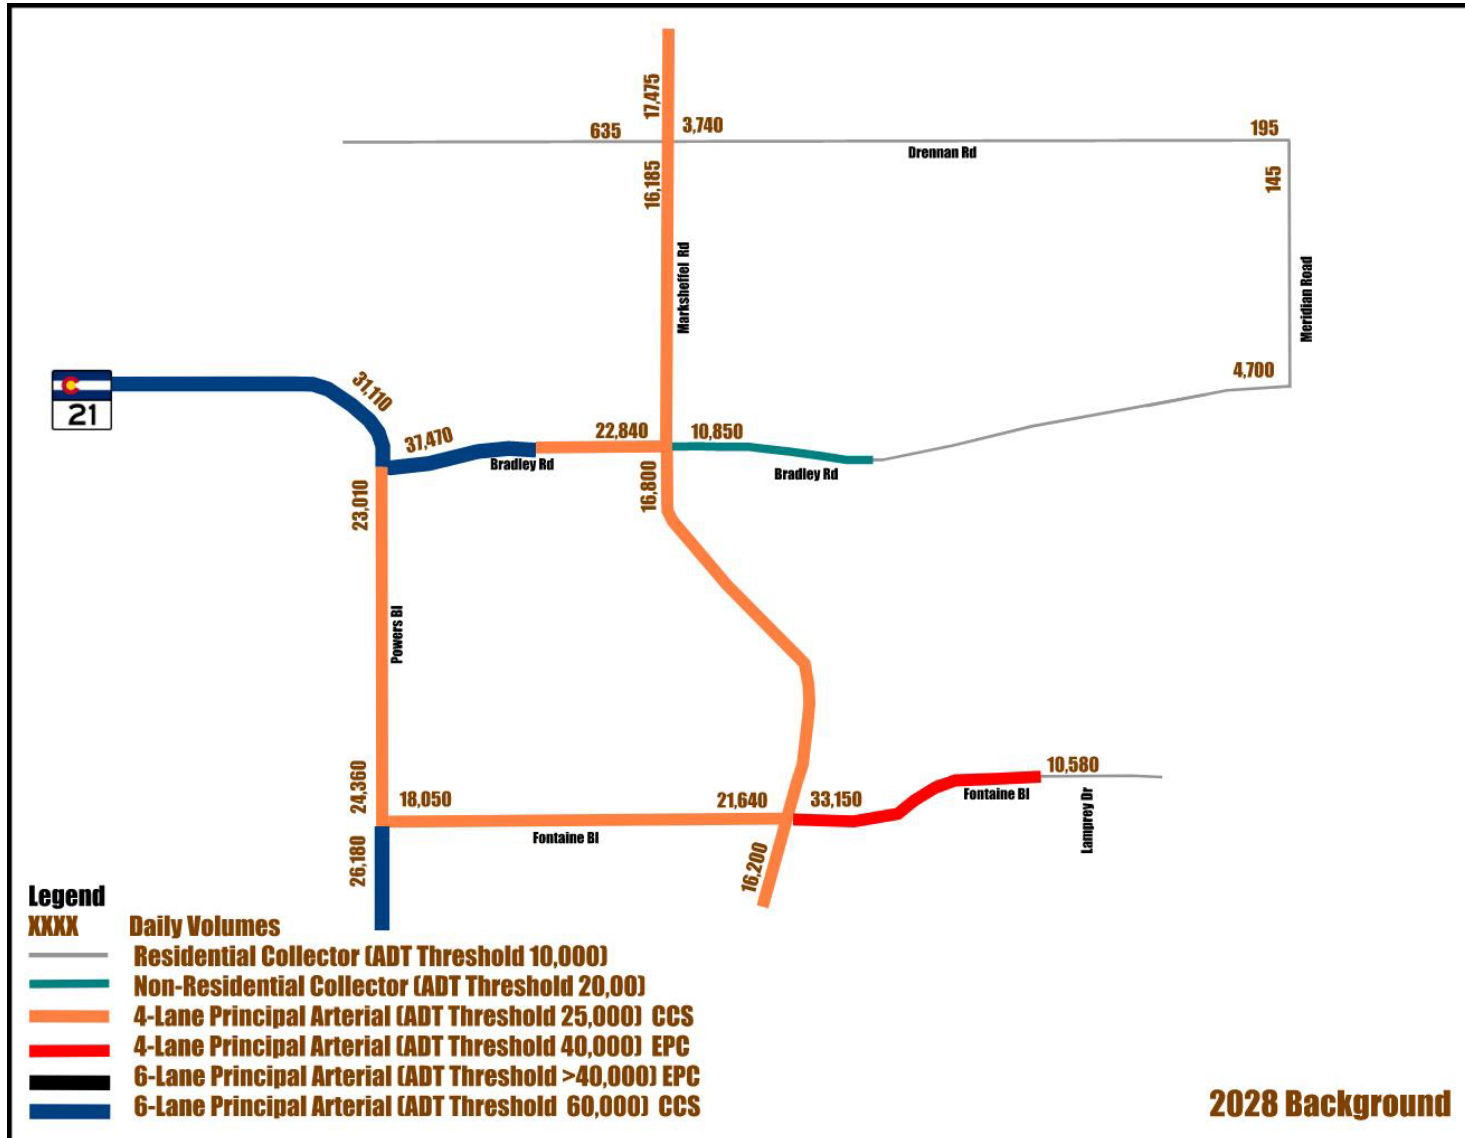 17,475
635
3,740
195
Drennan Rd
16,185
145
Marksheffel Rd
Meridian Road
4,700
21
31,110
37,470
22,840
10,850
Bradley Rd
Bradley Rd
23,010
16,800
Powers Bl
24,360
18,050
21,640
33,150
10,580
Fontaine Bl
Lamprey Dr
Fontaine Bl
26,180
16,200
Legend
XXXX Daily Volumes
Residential Collector (ADT Threshold 10,000)
Non-Residential Collector (ADT Threshold 20,00)
4-Lane Principal Arterial (ADT Threshold 25,000) CCS
4-Lane Principal Arterial (ADT Threshold 40,000) EPC
6-Lane Principal Arterial (ADT Threshold >40,000) EPC
6-Lane Principal Arterial (ADT Threshold 60,000) CCS
2028 Background